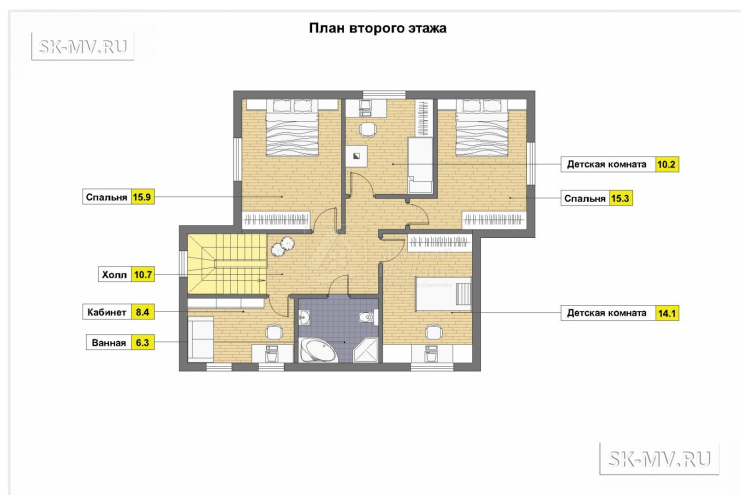 План второго этажа
SK-MV.RU
Детская комната 10.2
Спальня 15.9
Спальня 15.3
Холл 10.7
Кабинет 8.4
Детская комната 14.1
Ванная 6.3
SK-MV.RU